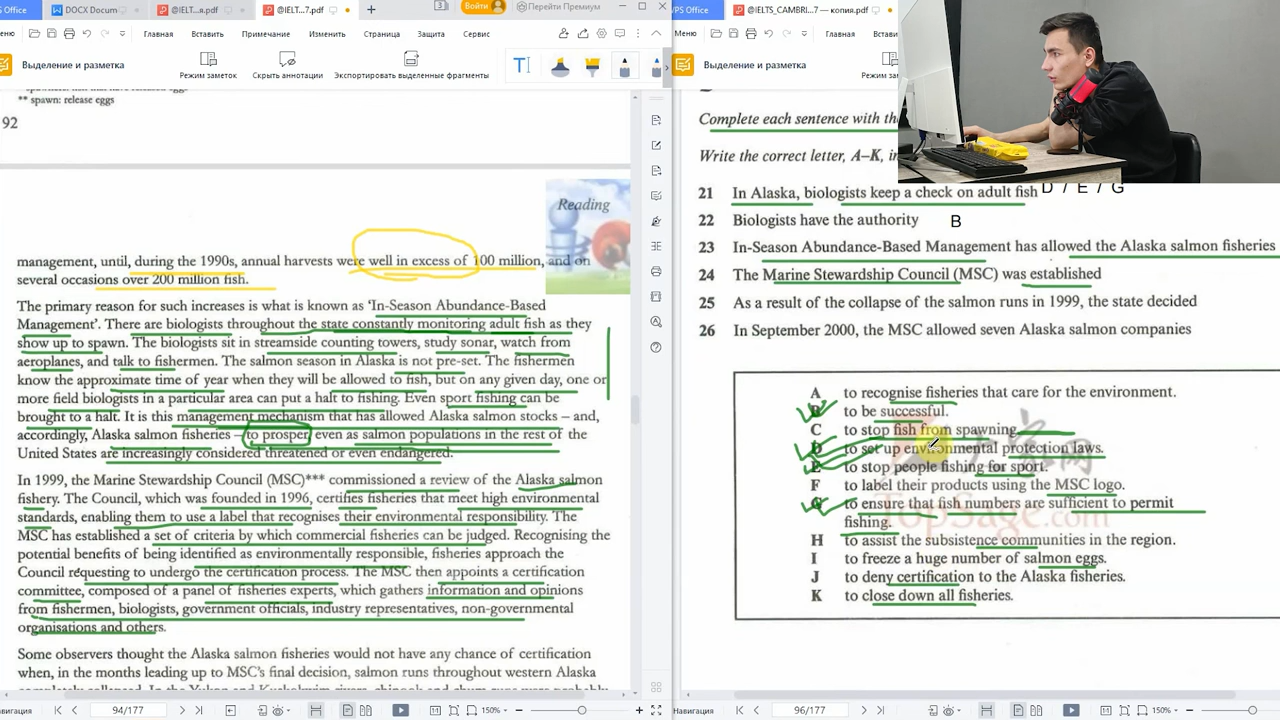 PS Office
DOCX Docum
@IELT...я.pdf
@IELT...7.pdf
3
Войти
Перейти Премиум
PS Office
@IELTS_CAMBRI...7 — копия.pdf
Меню
Главная
Вставить
Примечание
Изменить
Страница
Защита
Сервис
Меню
Главная
Выделение и разметка
Режим заметок
Скрыть аннотации
Экспортировать выделенные фрагменты
Выделение и разметка
** spawn: release eggs
92
Reading
management, until, during the 1990s, annual harvests were well in excess of 100 million, and on
several occasions over 200 million fish.
The primary reason for such increases is what is known as ‘In-Season Abundance-Based
Management’. There are biologists throughout the state constantly monitoring adult fish as they
show up to spawn. The biologists sit in streamside counting towers, study sonar, watch from
aeroplanes, and talk to fishermen. The salmon season in Alaska is not pre-set. The fishermen
know the approximate time of year when they will be allowed to fish, but on any given day, one or
more field biologists in a particular area can put a halt to fishing. Even sport fishing can be
brought to a halt. It is this management mechanism that has allowed Alaska salmon stocks – and,
accordingly, Alaska salmon fisheries – to prosper, even as salmon populations in the rest of the
United States are increasingly considered threatened or even endangered.
In 1999, the Marine Stewardship Council (MSC)*** commissioned a review of the Alaska salmon
fishery. The Council, which was founded in 1996, certifies fisheries that meet high environmental
standards, enabling them to use a label that recognises their environmental responsibility. The
MSC has established a set of criteria by which commercial fisheries can be judged. Recognising the
potential benefits of being identified as environmentally responsible, fisheries approach the
Council requesting to undergo the certification process. The MSC then appoints a certification
committee, composed of a panel of fisheries experts, which gathers information and opinions
from fishermen, biologists, government officials, industry representatives, non-governmental
organisations and others.
Some observers thought the Alaska salmon fisheries would not have any chance of certification
when, in the months leading up to MSC’s final decision, salmon runs throughout western Alaska
Complete each sentence with the
Write the correct letter, A–K, in
21 In Alaska, biologists keep a check on adult fish D / E / G
22 Biologists have the authority B
23 In-Season Abundance-Based Management has allowed the Alaska salmon fisheries
24 The Marine Stewardship Council (MSC) was established
25 As a result of the collapse of the salmon runs in 1999, the state decided
26 In September 2000, the MSC allowed seven Alaska salmon companies
A to recognise fisheries that care for the environment.
B to be successful.
C to stop fish from spawning.
D to set up environmental protection laws.
E to stop people fishing for sport.
F to label their products using the MSC logo.
G to ensure that fish numbers are sufficient to permit
fishing.
H to assist the subsistence communities in the region.
I to freeze a huge number of salmon eggs.
J to deny certification to the Alaska fisheries.
K to close down all fisheries.
TopSage.com
Навигация
94/177
150%
Навигация
96/177
150%